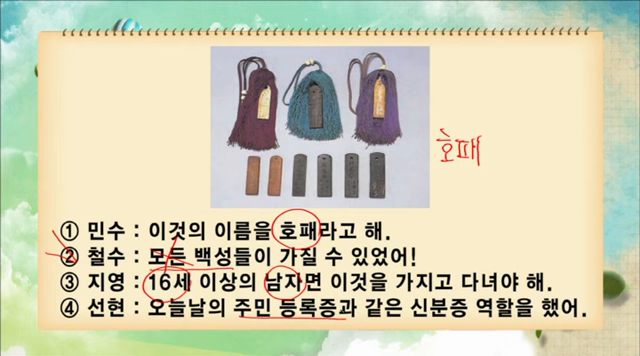 호패
① 민수 : 이것의 이름을 호패라고 해.
② 철수 : 모든 백성들이 가질 수 있었어!
③ 지영 : 16세 이상의 남자면 이것을 가지고 다녀야 해.
④ 선현 : 오늘날의 주민 등록증과 같은 신분증 역할을 했어.